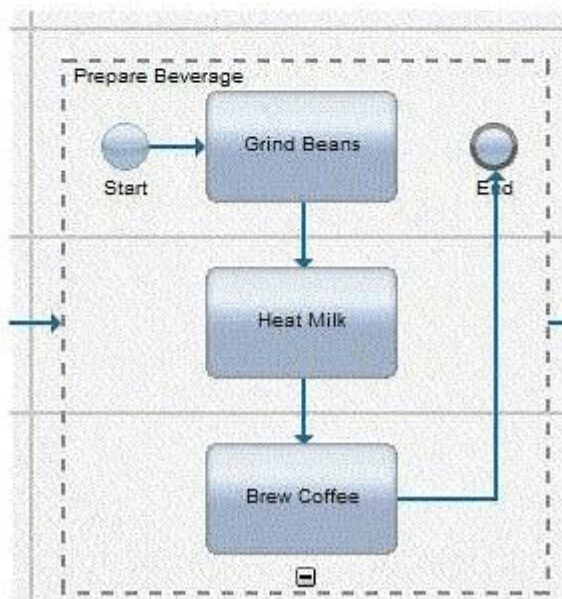 Prepare Beverage
Grind Beans
Start
End
Heat Milk
Brew Coffee